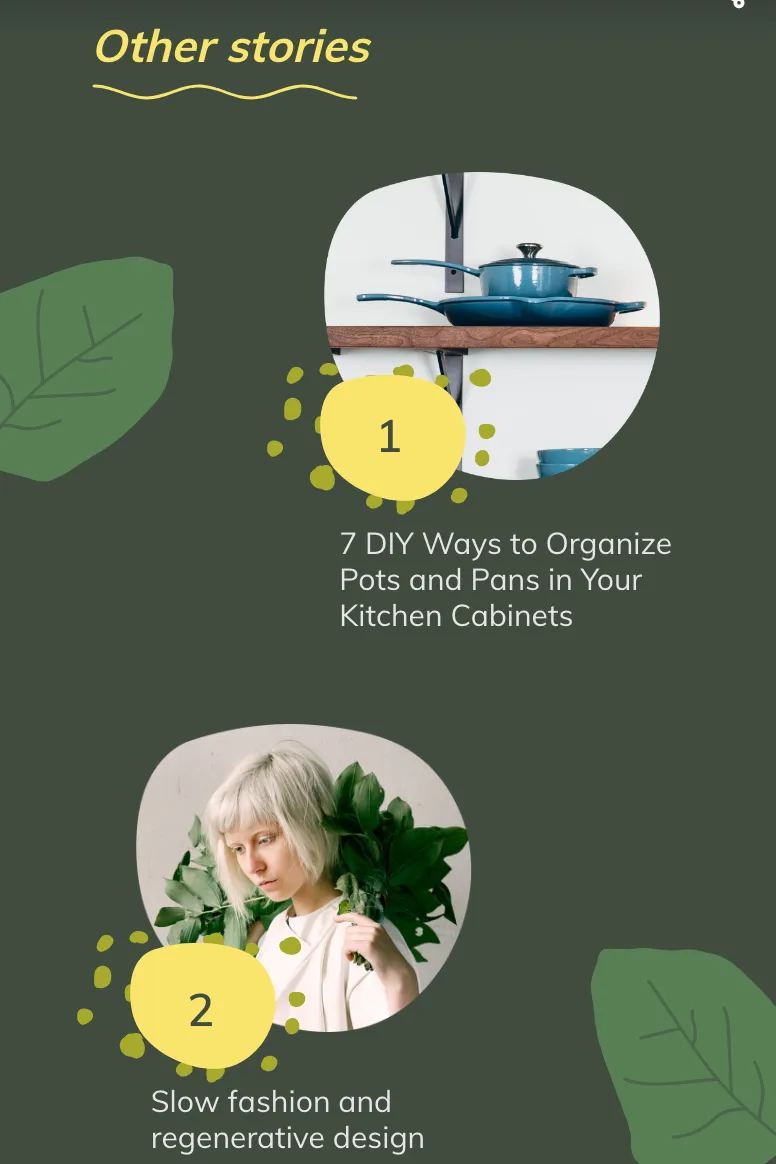 Other stories
1
7 DIY Ways to Organize
Pots and Pans in Your
Kitchen Cabinets
2
Slow fashion and
regenerative design